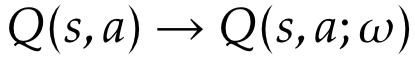 Q(s, a) → Q(s, a; ω)